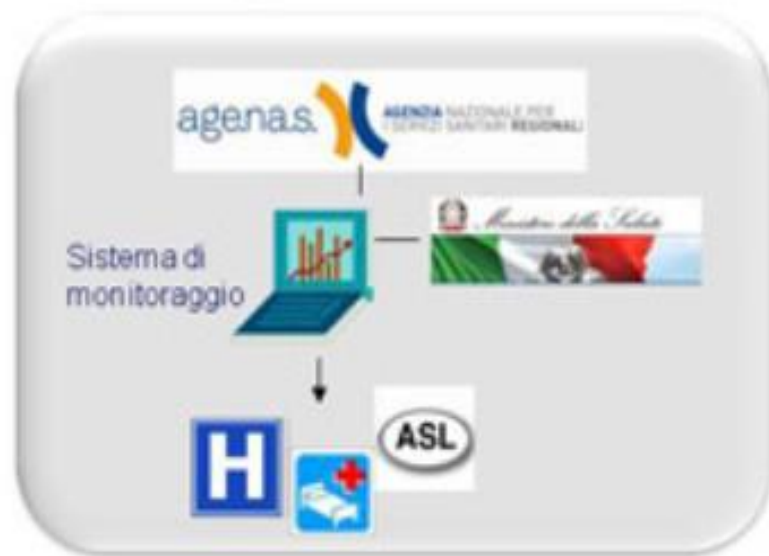 agenas.
AGENZIA NAZIONALE PER
I SERVIZI SANITARI REGIONALI
Ministero della Salute
Sistema di
monitoraggio
H
ASL